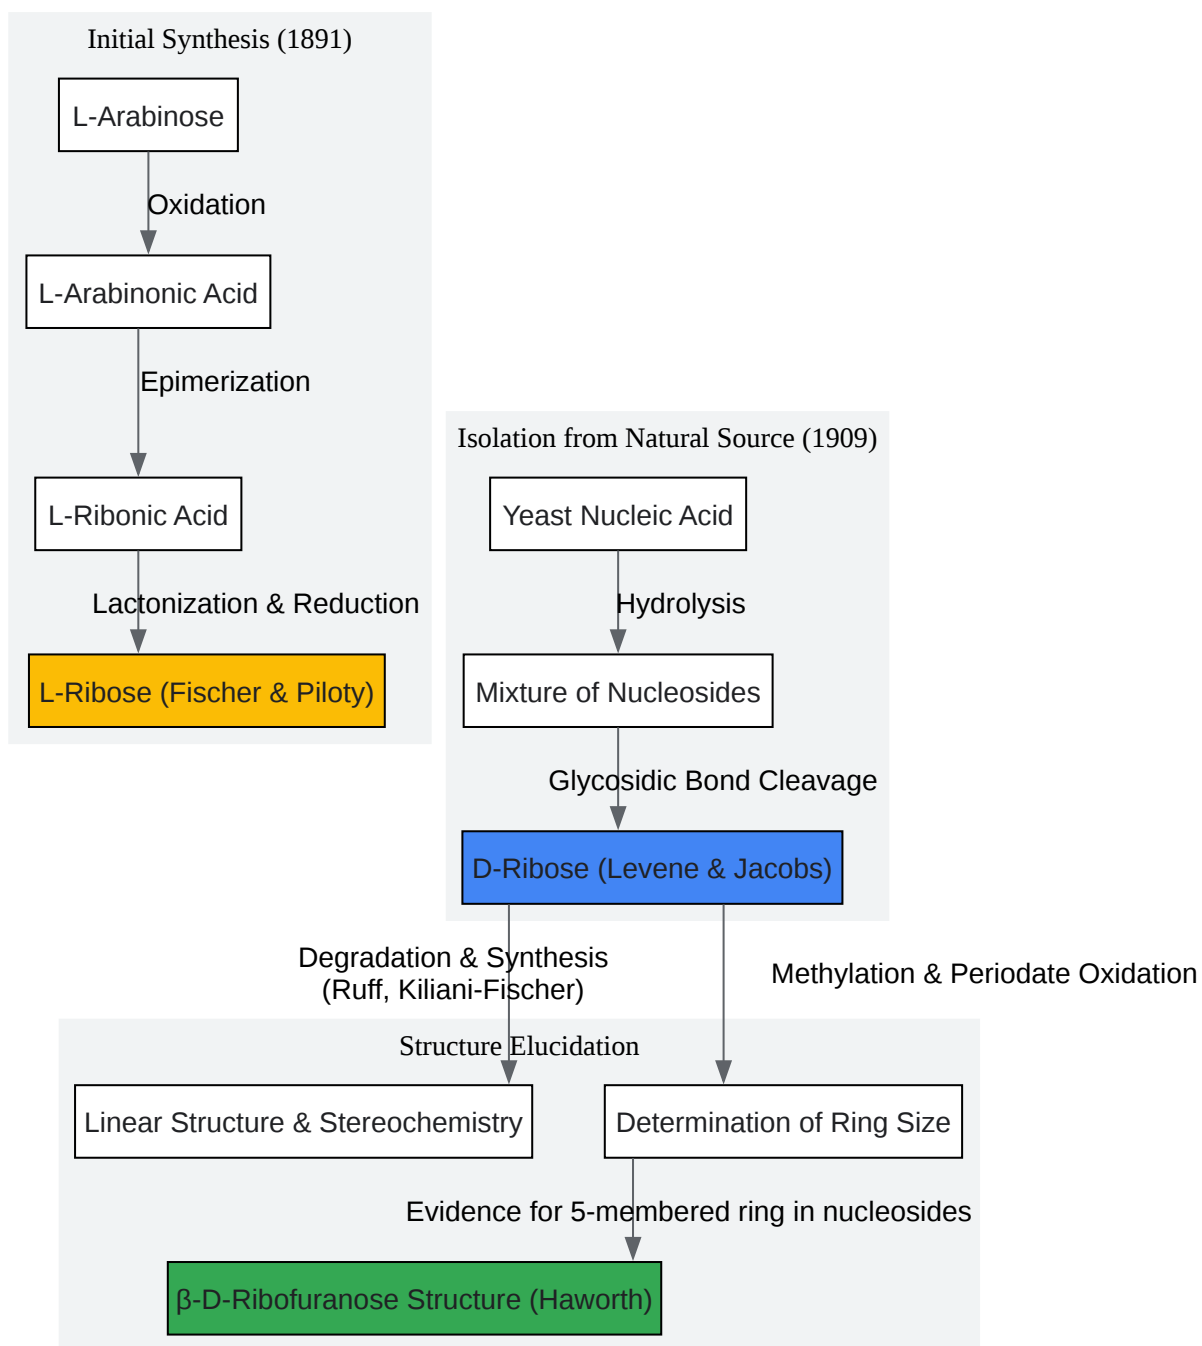 Initial Synthesis (1891)
L-Arabinose
Oxidation
L-Arabinonic Acid
Epimerization
L-Ribonic Acid
Lactonization & Reduction
L-Ribose (Fischer & Piloty)
Isolation from Natural Source (1909)
Yeast Nucleic Acid
Hydrolysis
Mixture of Nucleosides
Glycosidic Bond Cleavage
D-Ribose (Levene & Jacobs)
Degradation & Synthesis
(Ruff, Kiliani-Fischer)
Methylation & Periodate Oxidation
Structure Elucidation
Linear Structure & Stereochemistry
Determination of Ring Size
Evidence for 5-membered ring in nucleosides
β-D-Ribofuranose Structure (Haworth)